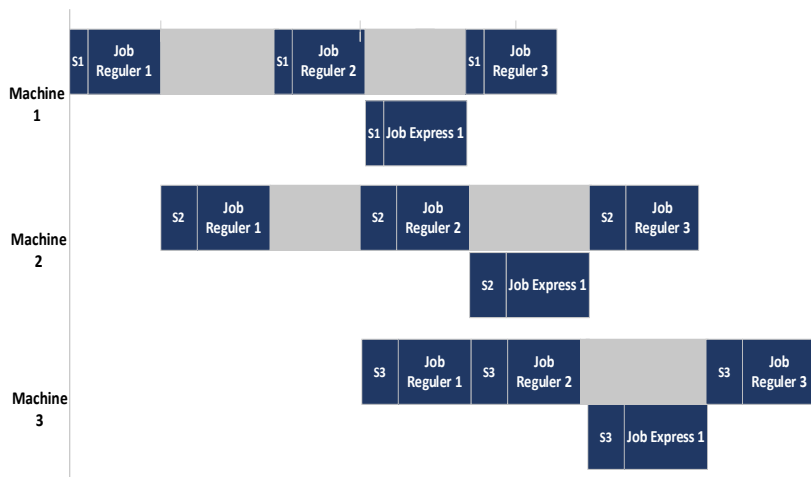 S1
Job
Reguler 1
S1
Job
Reguler 2
S1
Job
Reguler 3
Machine
1
S1
Job Express 1
S2
Job
Reguler 1
S2
Job
Reguler 2
S2
Job
Reguler 3
Machine
2
S2
Job Express 1
S3
Job
Reguler 1
S3
Job
Reguler 2
S3
Job
Reguler 3
Machine
3
S3
Job Express 1